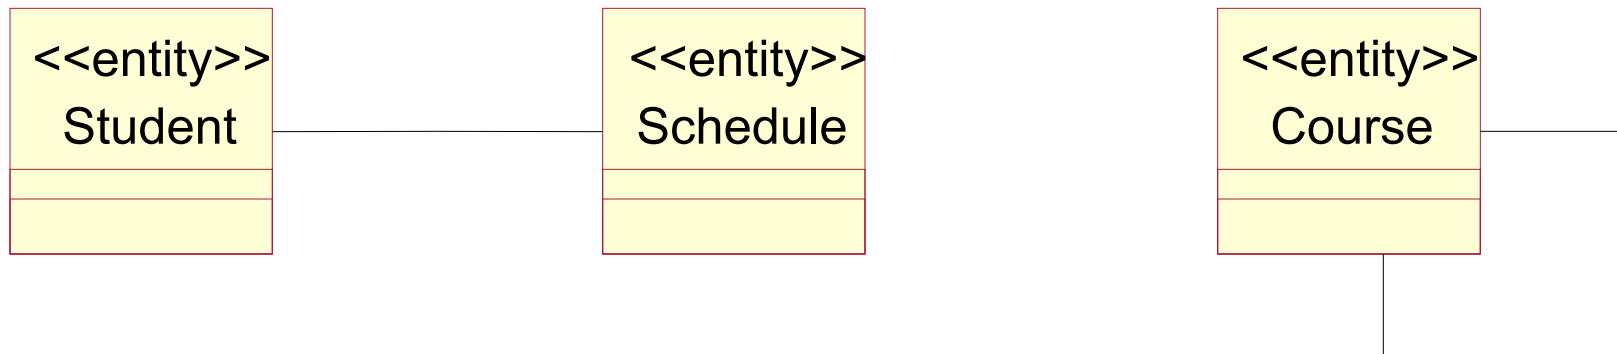 <<entity>>
Student
<<entity>>
Schedule
<<entity>>
Course